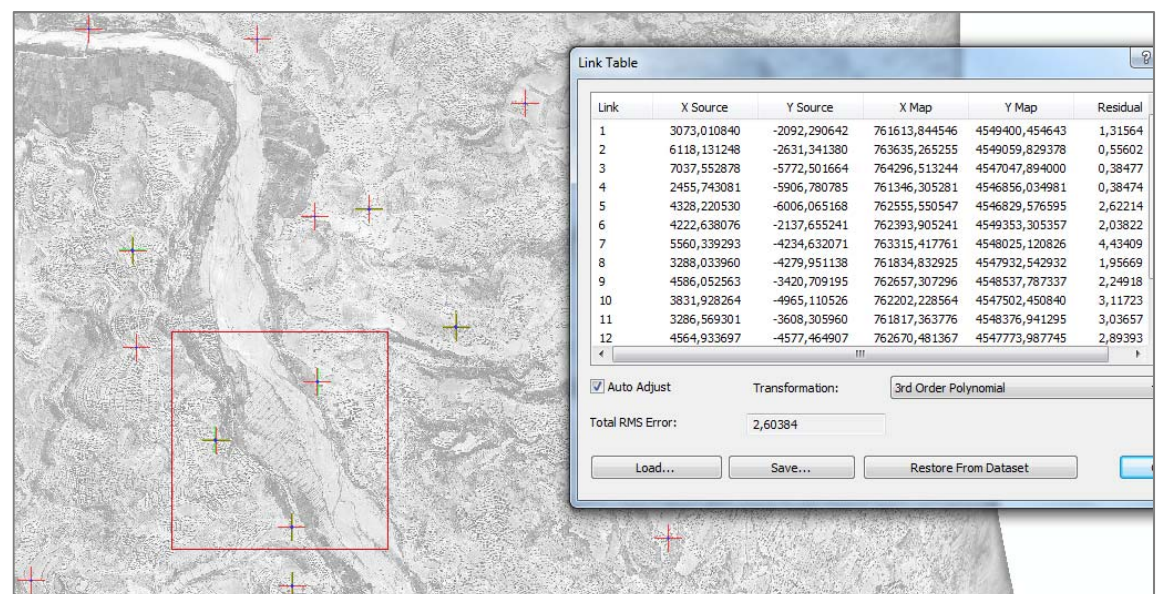 Link Table
?
Link X Source Y Source X Map Y Map Residual
1 3073,010840 -2092,290642 761613,844546 4549400,454643 1,31564
2 6118,131248 -2631,341380 763635,265255 4549059,829378 0,55602
3 7037,552878 -5772,501664 764296,513244 4547047,894000 0,38477
4 2455,743081 -5906,780785 761346,305281 4546856,034981 0,38474
5 4328,220530 -6006,065168 762555,550547 4546829,576595 2,62214
6 4222,638076 -2137,655241 762393,905241 4549353,305357 2,03822
7 5560,339293 -4234,632071 763315,417761 4548025,120826 4,43409
8 3288,033960 -4279,951138 761834,832925 4547932,542932 1,95669
9 4586,052563 -3420,709195 762657,307296 4548537,787337 2,24918
10 3831,928264 -4965,110526 762202,228564 4547502,450840 3,11723
11 3286,569301 -3608,305960 761817,363776 4548376,941295 3,03657
12 4564,933697 -4577,464907 762670,481367 4547773,987745 2,89393
Auto Adjust Transformation: 3rd Order Polynomial
Total RMS Error: 2,60384
Load... Save... Restore From Dataset